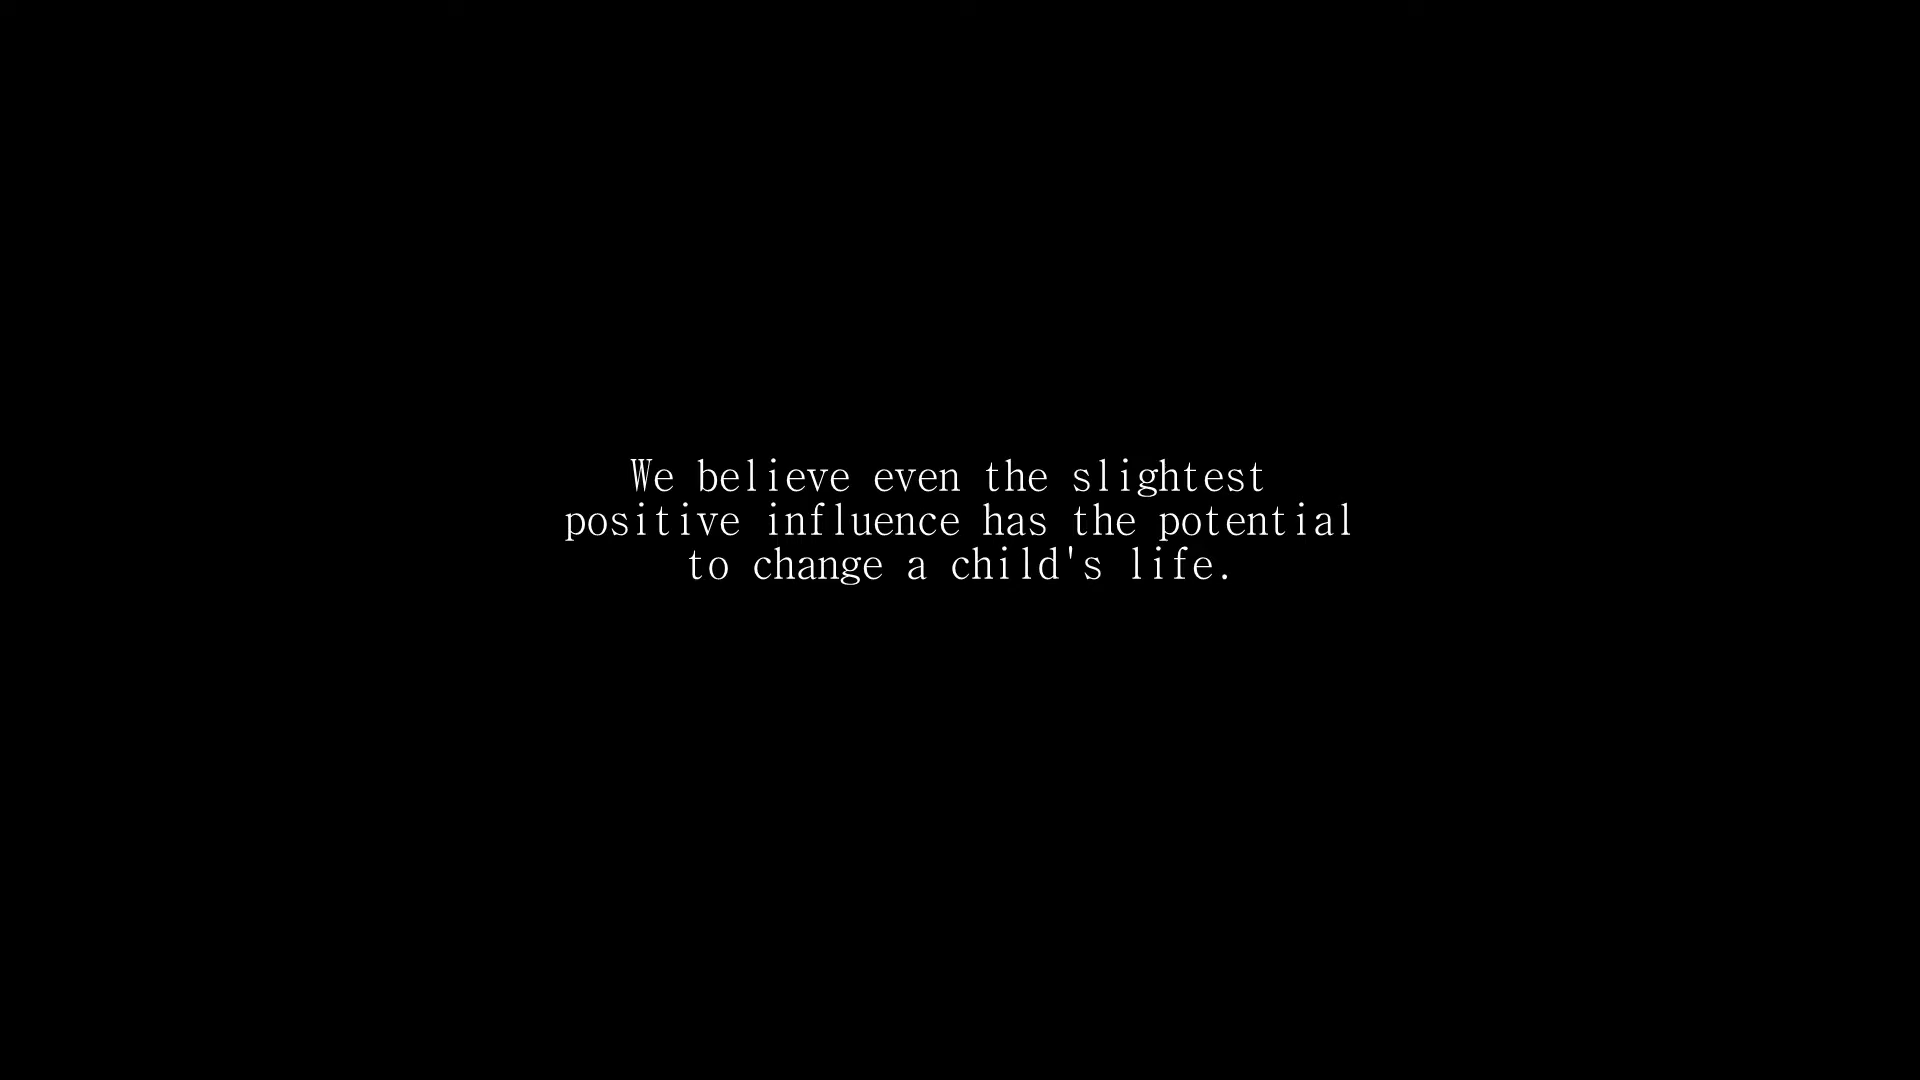 We believe even the slightest
positive influence has the potential
to change a child's life.